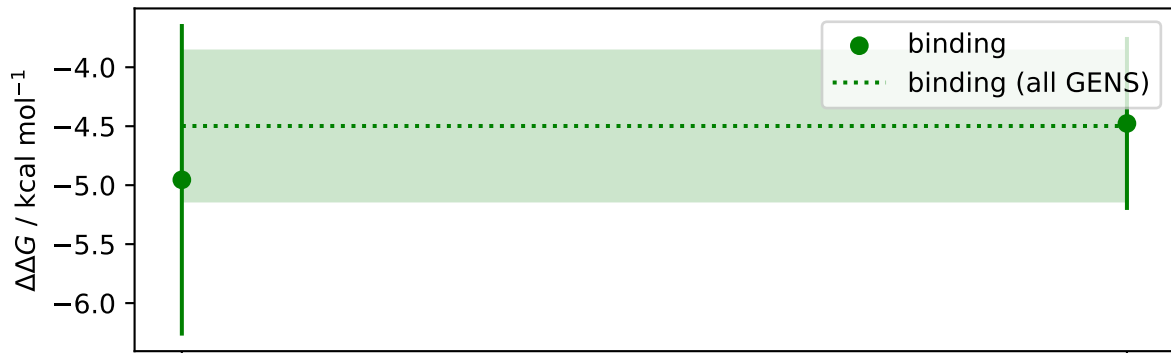 ΔΔG / kcal mol⁻¹
−4.0
−4.5
−5.0
−5.5
−6.0
binding
binding (all GENS)